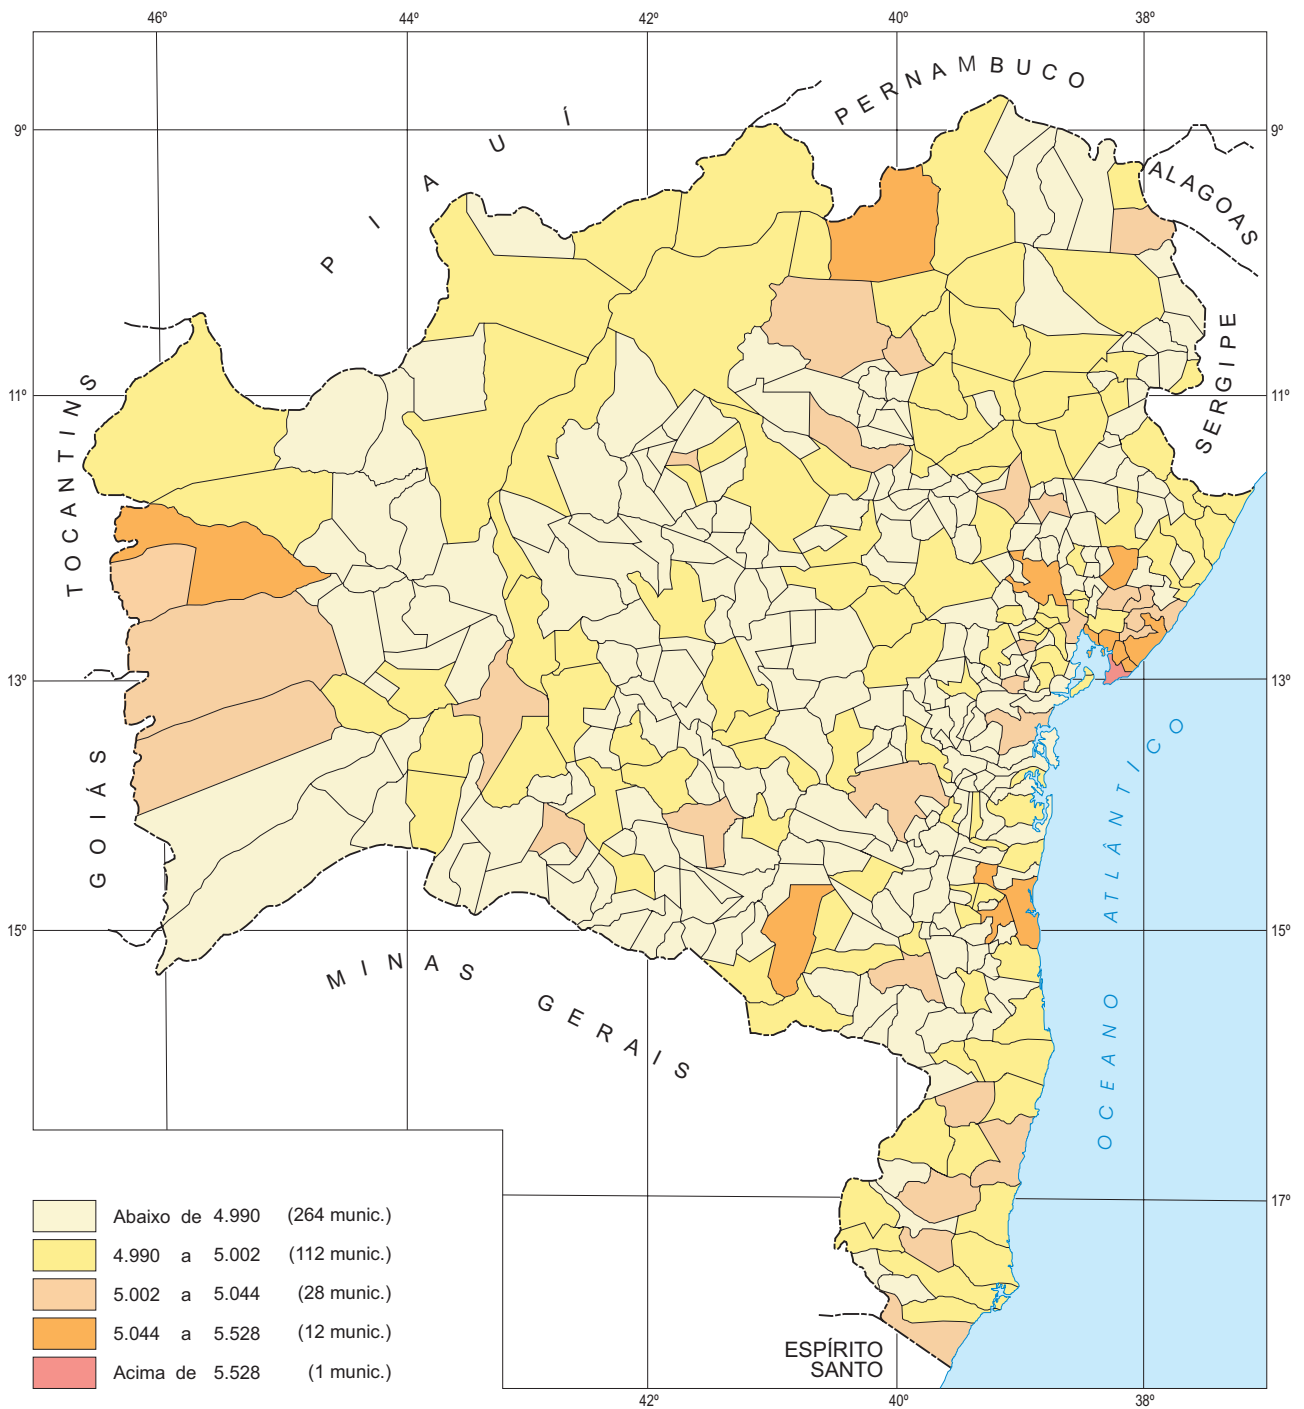 46º 44º 42º 40º 38º
PERNAMBUCO
PIAUÍ
9º 9º
ALAGOAS
SERGIPE
11º 11º
TOCANTINS
13º 13º
GOIÁS
OCEANO ATLÂNTICO
15º 15º
MINAS GERAIS
17º
Abaixo de 4.990 (264 munic.)
4.990 a 5.002 (112 munic.)
5.002 a 5.044 (28 munic.)
5.044 a 5.528 (12 munic.)
Acima de 5.528 (1 munic.)
ESPÍRITO
SANTO
42º 40º 38º